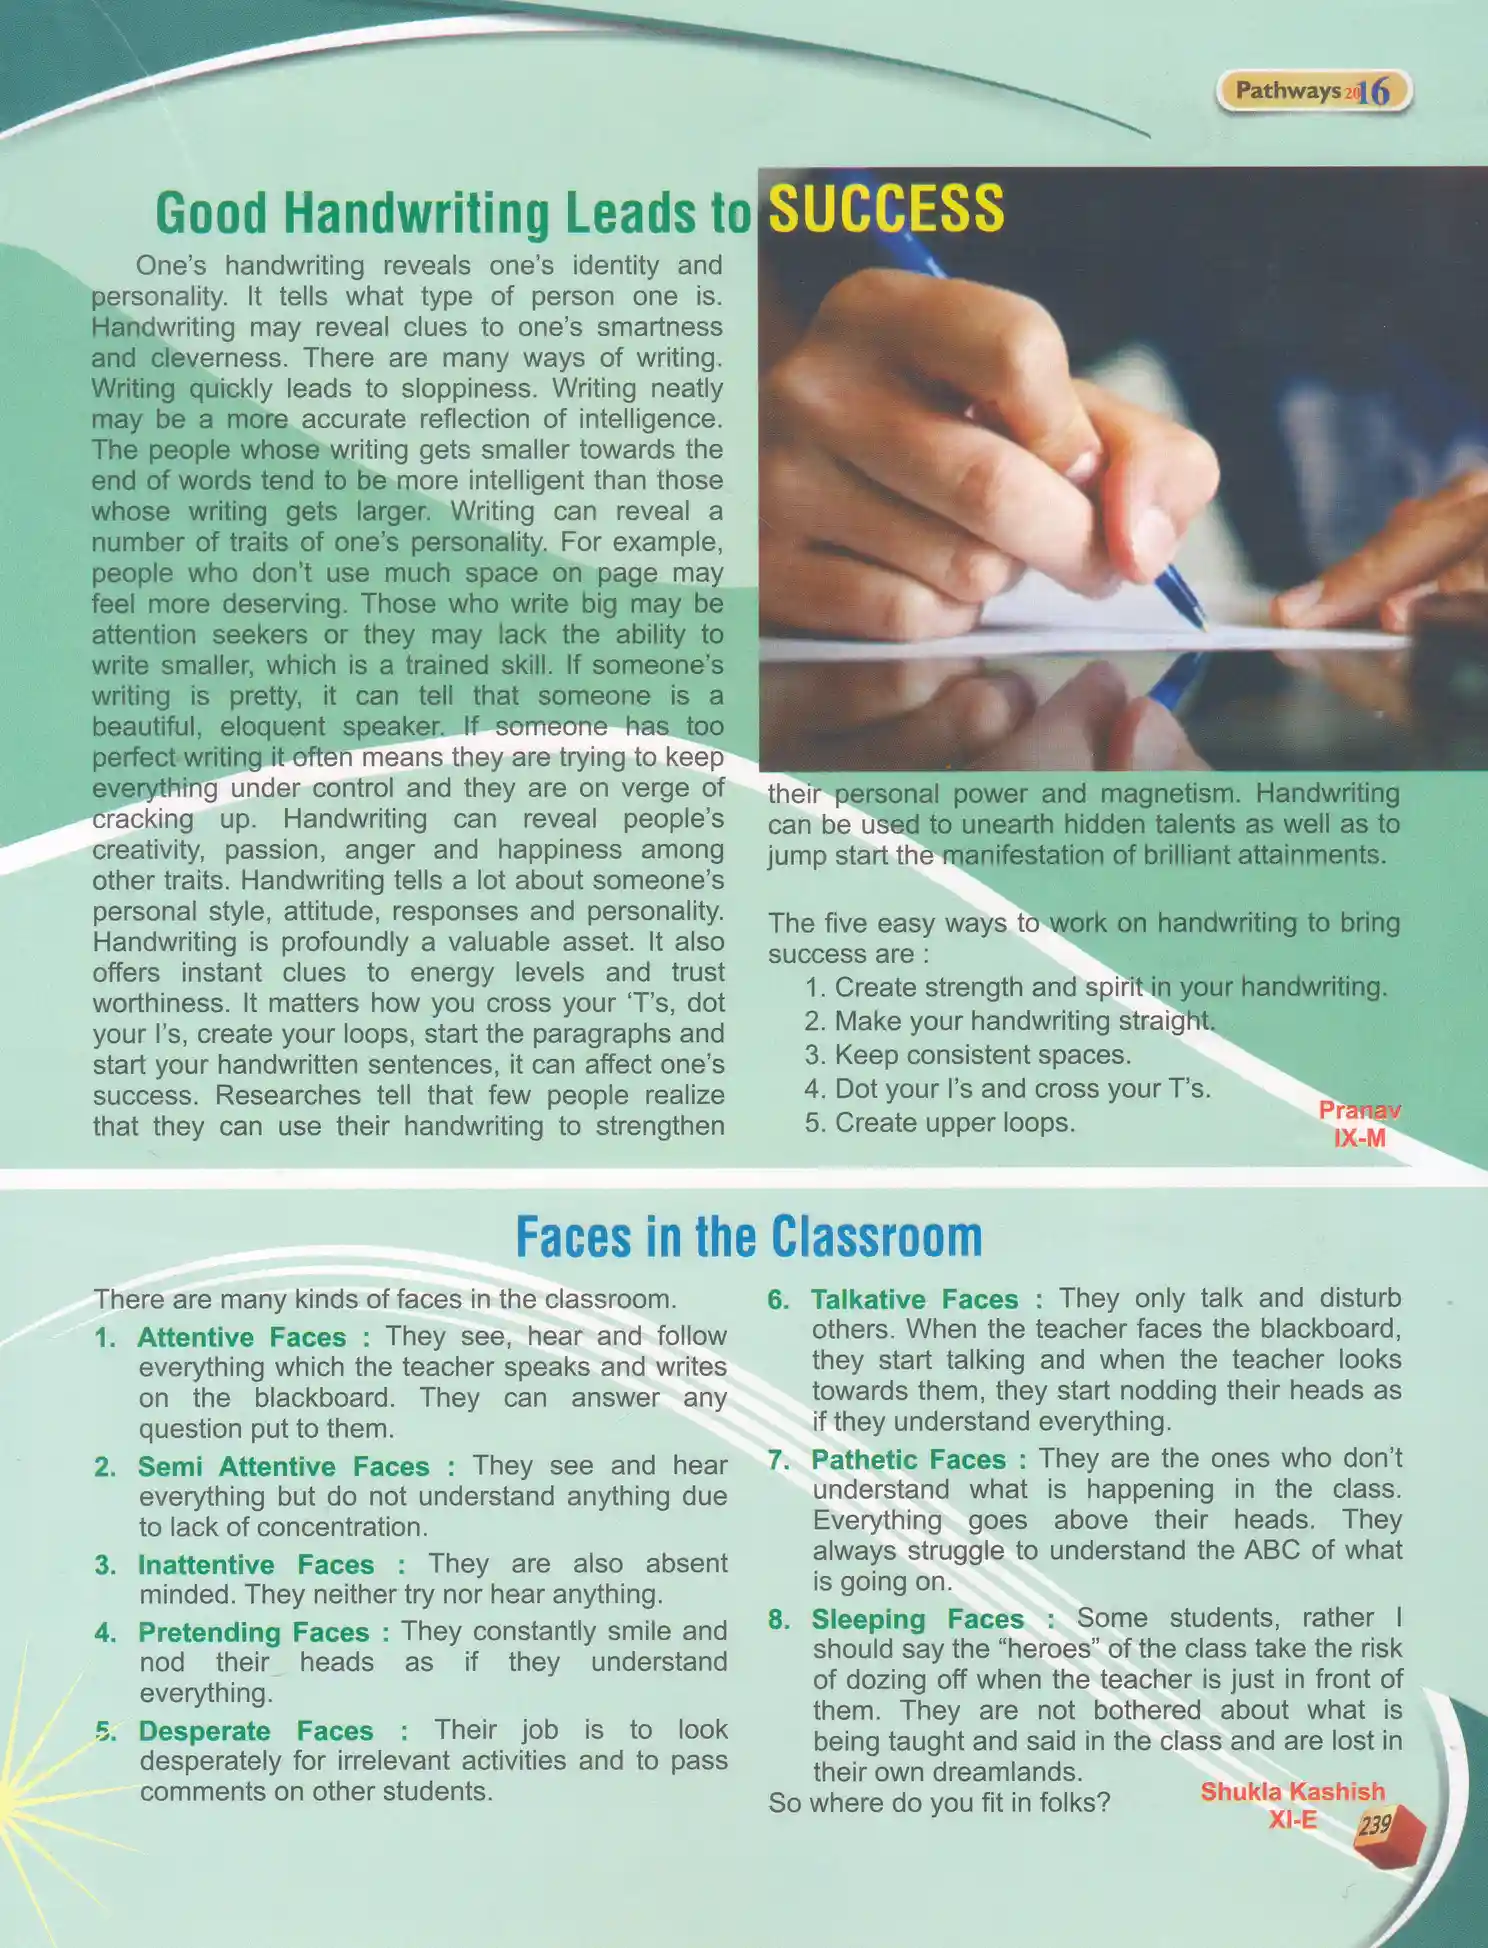 Pathways 2016
Good Handwriting Leads to SUCCESS
One's handwriting reveals one's identity and
personality. It tells what type of person one is.
Handwriting may reveal clues to one's smartness
and cleverness. There are many ways of writing.
Writing quickly leads to sloppiness. Writing neatly
may be a more accurate reflection of intelligence.
The people whose writing gets smaller towards the
end of words tend to be more intelligent than those
whose writing gets larger. Writing can reveal a
number of traits of one's personality. For example,
people who don't use much space on page may
feel more deserving. Those who write big may be
attention seekers or they may lack the ability to
write smaller, which is a trained skill. If someone's
writing is pretty, it can tell that someone is a
beautiful, eloquent speaker. If someone has too
perfect writing it often means they are trying to keep
everything under control and they are on verge of
cracking up. Handwriting can reveal people's
creativity, passion, anger and happiness among
other traits. Handwriting tells a lot about someone's
personal style, attitude, responses and personality.
Handwriting is profoundly a valuable asset. It also
offers instant clues to energy levels and trust
worthiness. It matters how you cross your 'T's, dot
your I's, create your loops, start the paragraphs and
start your handwritten sentences, it can affect one's
success. Researches tell that few people realize
that they can use their handwriting to strengthen
their personal power and magnetism. Handwriting
can be used to unearth hidden talents as well as to
jump start the manifestation of brilliant attainments.
The five easy ways to work on handwriting to bring
success are :
1. Create strength and spirit in your handwriting.
2. Make your handwriting straight.
3. Keep consistent spaces.
4. Dot your I's and cross your T's.
5. Create upper loops.
Pranav
IX-M
Faces in the Classroom
There are many kinds of faces in the classroom.
1. Attentive Faces : They see, hear and follow
everything which the teacher speaks and writes
on the blackboard. They can answer any
question put to them.
2. Semi Attentive Faces : They see and hear
everything but do not understand anything due
to lack of concentration.
3. Inattentive Faces : They are also absent
minded. They neither try nor hear anything.
4. Pretending Faces : They constantly smile and
nod their heads as if they understand
everything.
5. Desperate Faces : Their job is to look
desperately for irrelevant activities and to pass
comments on other students.
6. Talkative Faces : They only talk and disturb
others. When the teacher faces the blackboard,
they start talking and when the teacher looks
towards them, they start nodding their heads as
if they understand everything.
7. Pathetic Faces : They are the ones who don't
understand what is happening in the class.
Everything goes above their heads. They
always struggle to understand the ABC of what
is going on.
8. Sleeping Faces : Some students, rather I
should say the "heroes" of the class take the risk
of dozing off when the teacher is just in front of
them. They are not bothered about what is
being taught and said in the class and are lost in
their own dreamlands.
So where do you fit in folks?
Shukla Kashish
XI-E
239